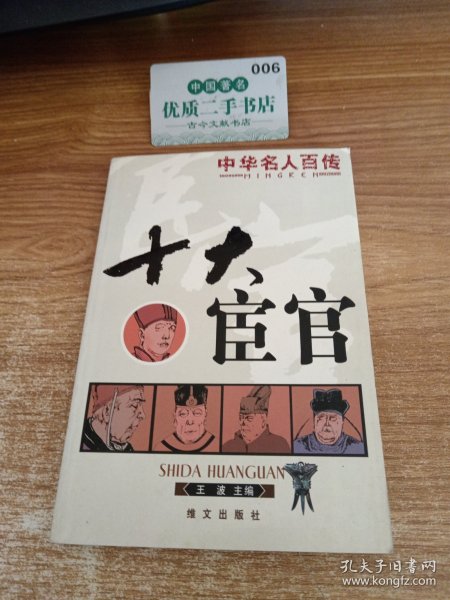 006
中国著名
优质二手书店
古今文献书店
中华名人百传
MINGREN
十大
宦官
SHIDA HUANGUAN
王 波 主编
维文出版社
孔夫子旧书网
www.kongfz.com